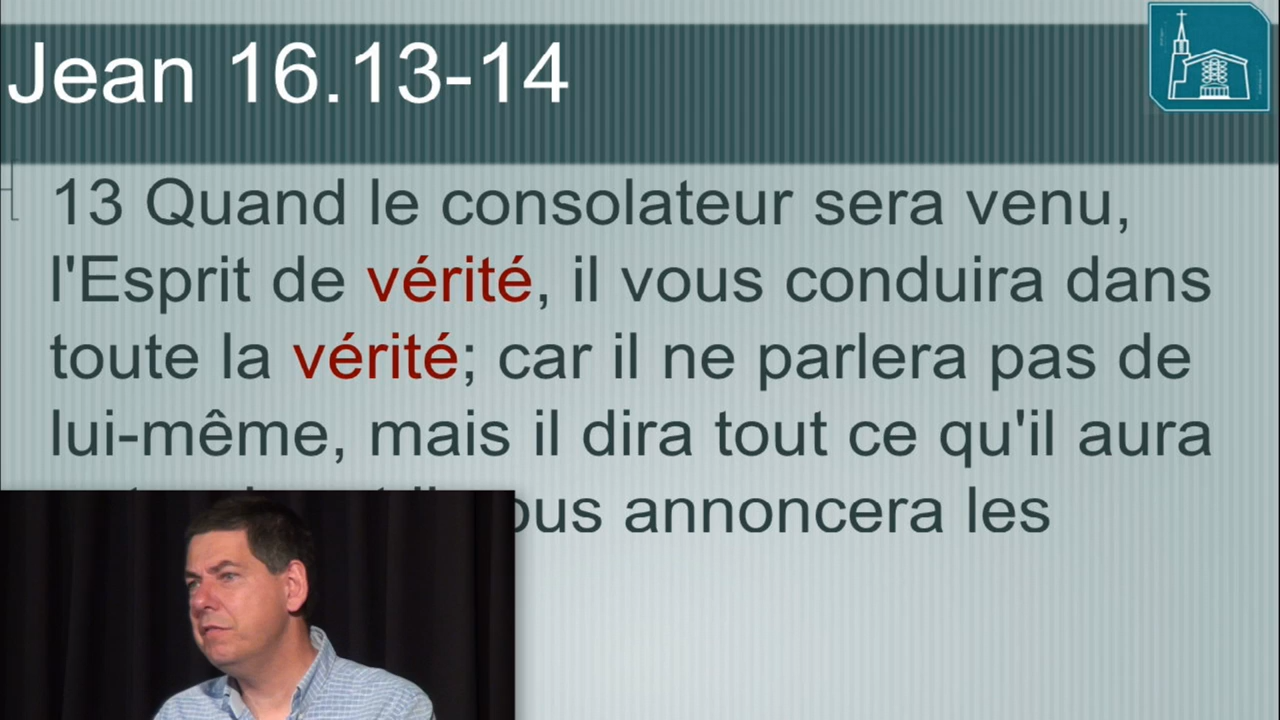 Jean 16.13-14
13 Quand le consolateur sera venu,
l'Esprit de vérité, il vous conduira dans
toute la vérité; car il ne parlera pas de
lui-même, mais il dira tout ce qu'il aura
annoncera les